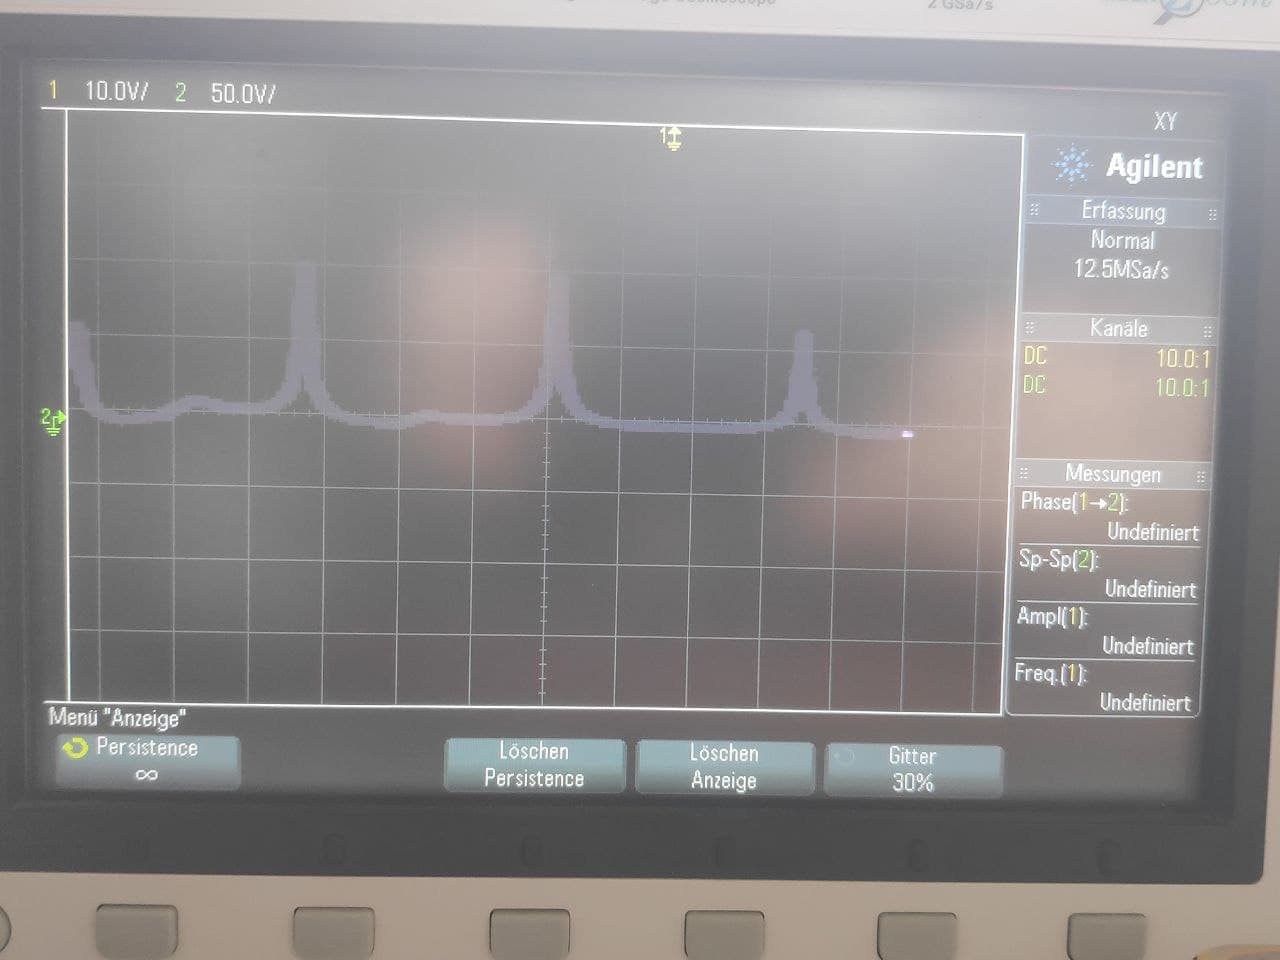 2 GSa/s
1 10.0V/ 2 50.0V/
XY
1
Agilent
Erfassung
Normal
12.5MSa/s
Kanäle
DC 10.0:1
DC 10.0:1
2
Messungen
Phase(1→2):
Undefiniert
Sp-Sp(2):
Undefiniert
Ampl(1):
Undefiniert
Freq.(1):
Undefiniert
Menü "Anzeige"
Persistence
∞
Löschen
Persistence
Löschen
Anzeige
Gitter
30%